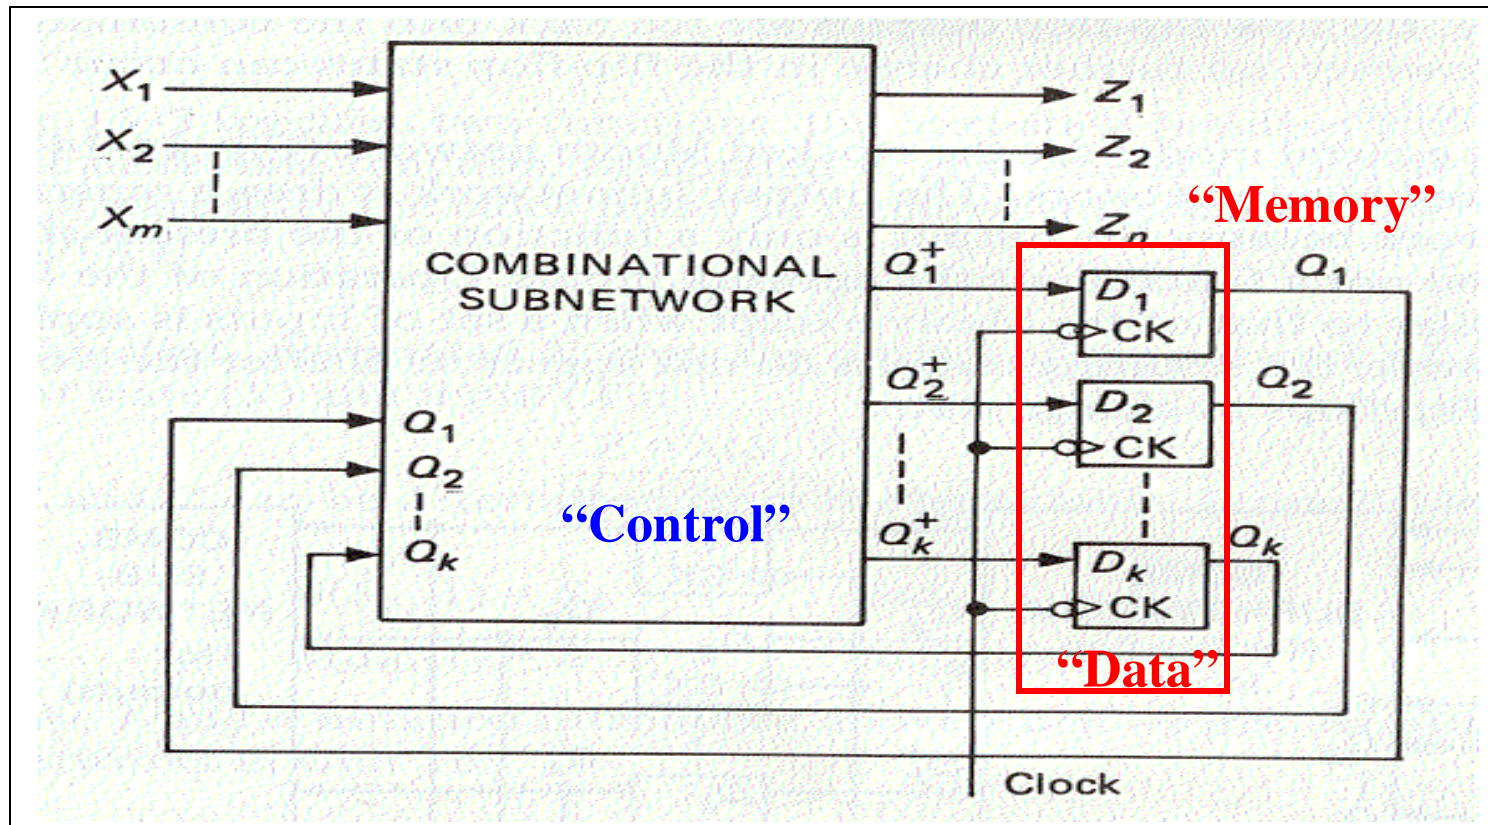 X₁
X₂
Xₘ
Z₁
Z₂
Zₙ
“Memory”
COMBINATIONAL
SUBNETWORK
Q₁⁺
D₁
CK
Q₁
Q₂⁺
D₂
CK
Q₂
Q₁
Q₂
Qₖ
“Control”
Qₖ⁺
Dₖ
CK
Qₖ
“Data”
Clock